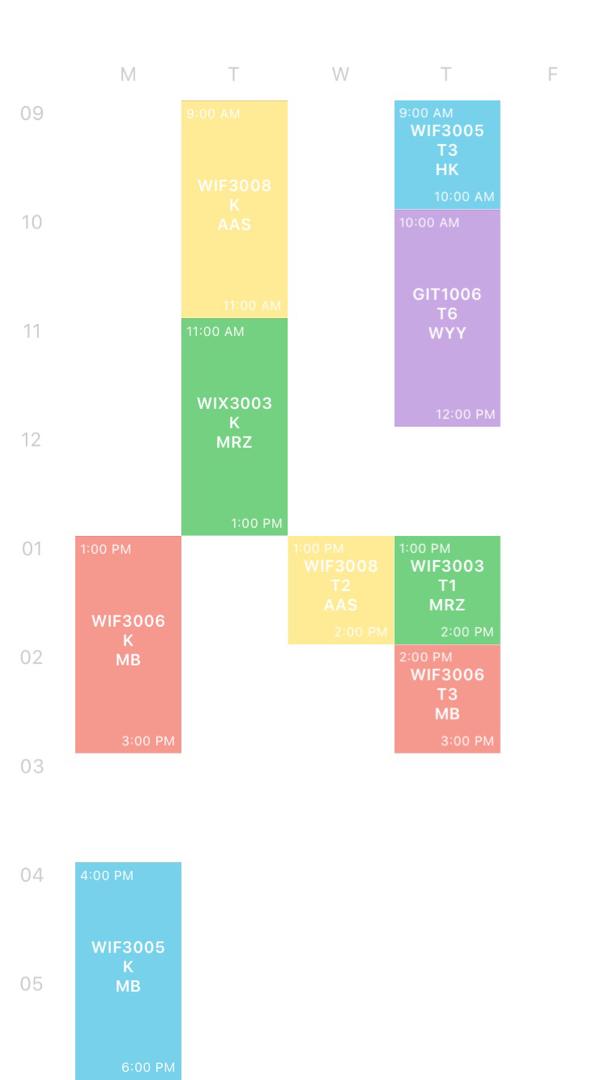 M T W T F
09
9:00 AM
WIF3008
K
AAS
11:00 AM
9:00 AM
WIF3005
T3
HK
10:00 AM
10
10:00 AM
GIT1006
T6
WYY
12:00 PM
11
11:00 AM
WIX3003
K
MRZ
1:00 PM
12
01
1:00 PM
WIF3006
K
MB
3:00 PM
1:00 PM
WIF3008
T2
AAS
2:00 PM
1:00 PM
WIF3003
T1
MRZ
2:00 PM
02
2:00 PM
WIF3006
T3
MB
3:00 PM
03
04
4:00 PM
WIF3005
K
MB
6:00 PM
05